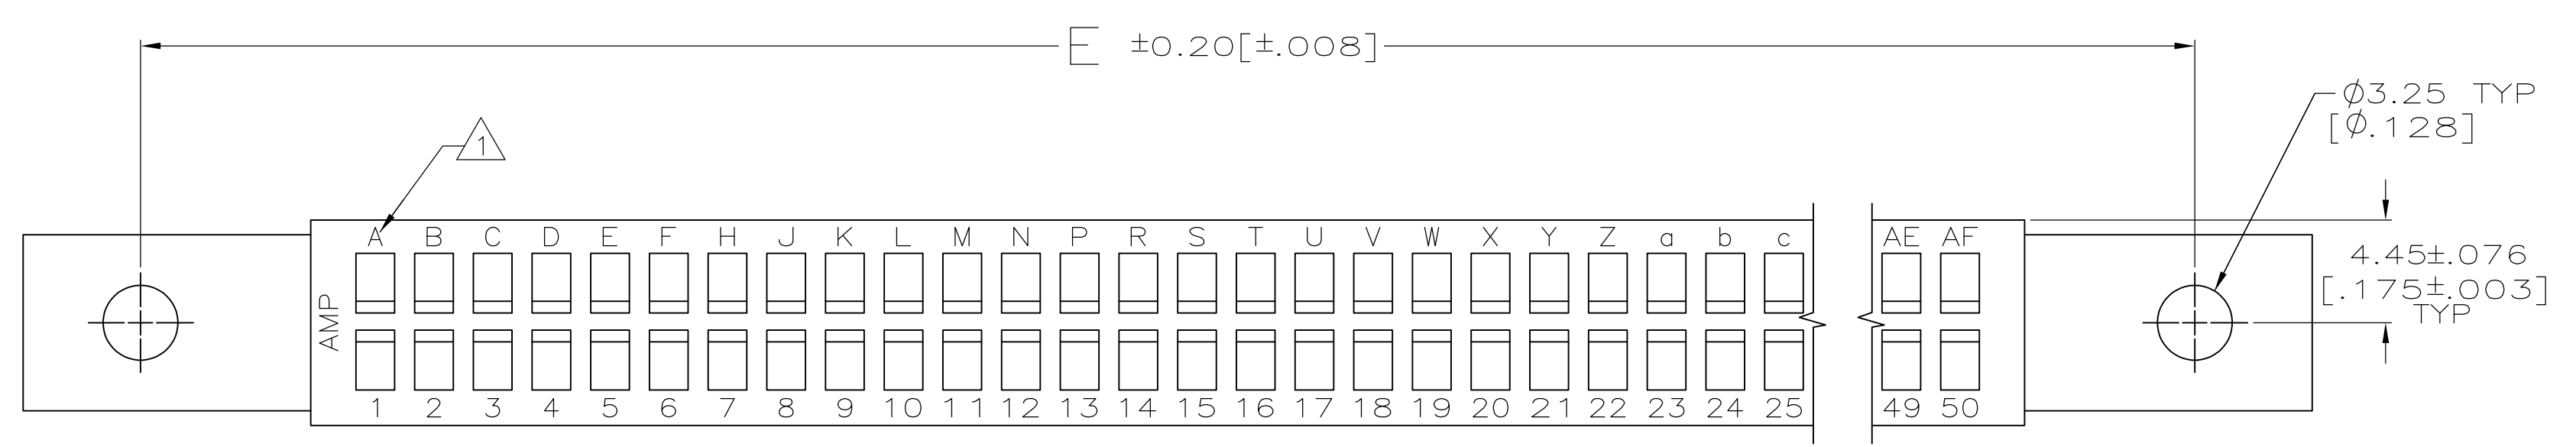 E ±0.20[±.008]
Ø3.25 TYP
[Ø.128]
1
A B C D E F H J K L M N P R S T U V W X Y Z a b c AE AF
4.45±.076
[.175±.003]
TYP
AMP
1 2 3 4 5 6 7 8 9 10 11 12 13 14 15 16 17 18 19 20 21 22 23 24 25 49 50